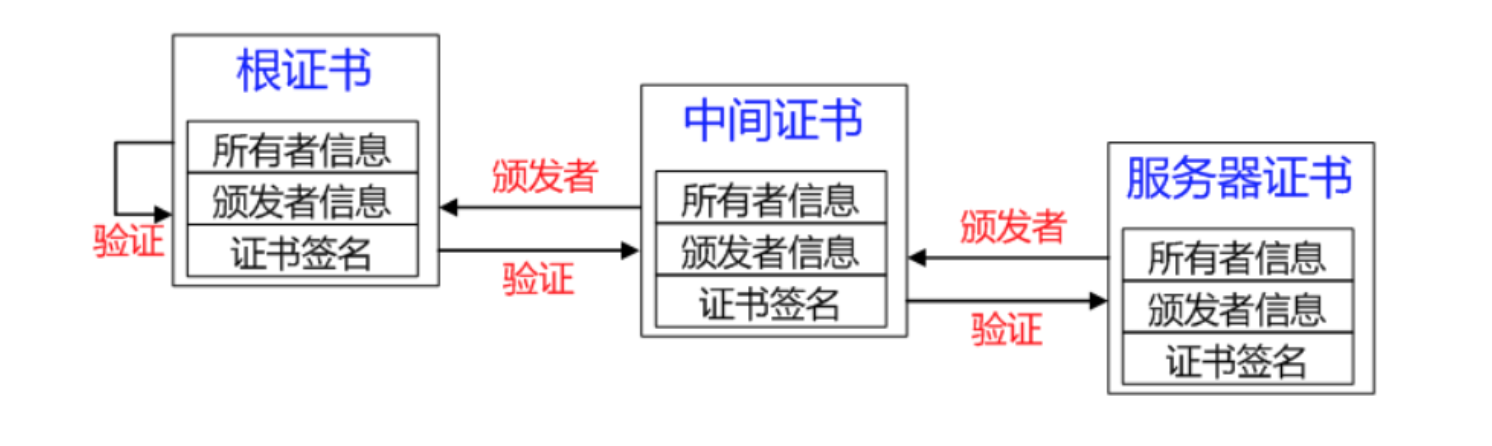 根证书
所有者信息
颁发者信息
证书签名
验证
颁发者
验证
中间证书
所有者信息
颁发者信息
证书签名
颁发者
验证
服务器证书
所有者信息
颁发者信息
证书签名